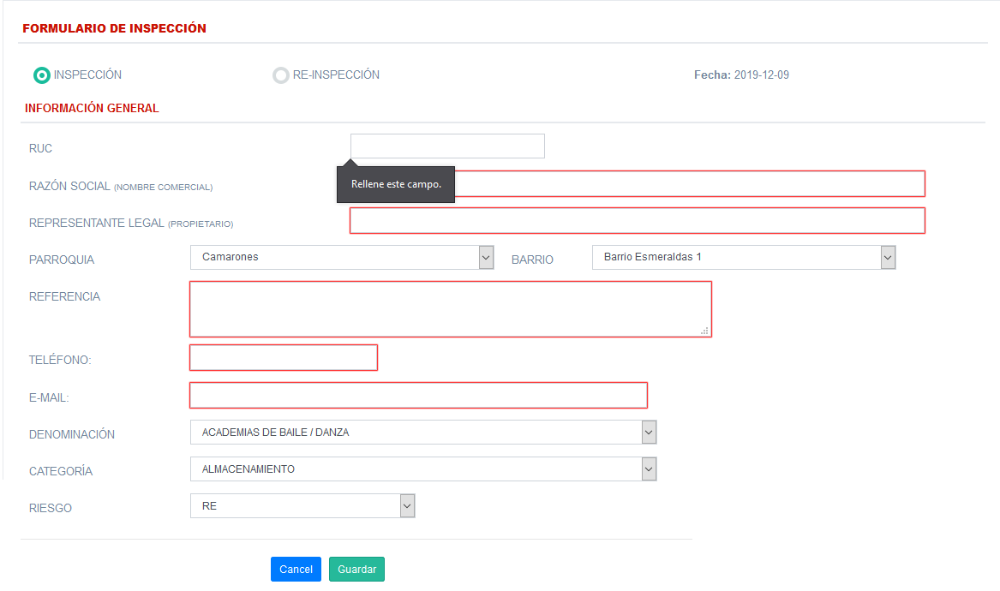 FORMULARIO DE INSPECCIÓN
INSPECCIÓN RE-INSPECCIÓN Fecha: 2019-12-09
INFORMACIÓN GENERAL
RUC
Rellene este campo.
RAZÓN SOCIAL (NOMBRE COMERCIAL)
REPRESENTANTE LEGAL (PROPIETARIO)
PARROQUIA Camarones BARRIO Barrio Esmeraldas 1
REFERENCIA
TELÉFONO:
E-MAIL:
DENOMINACIÓN ACADEMIAS DE BAILE / DANZA
CATEGORÍA ALMACENAMIENTO
RIESGO RE
Cancel Guardar